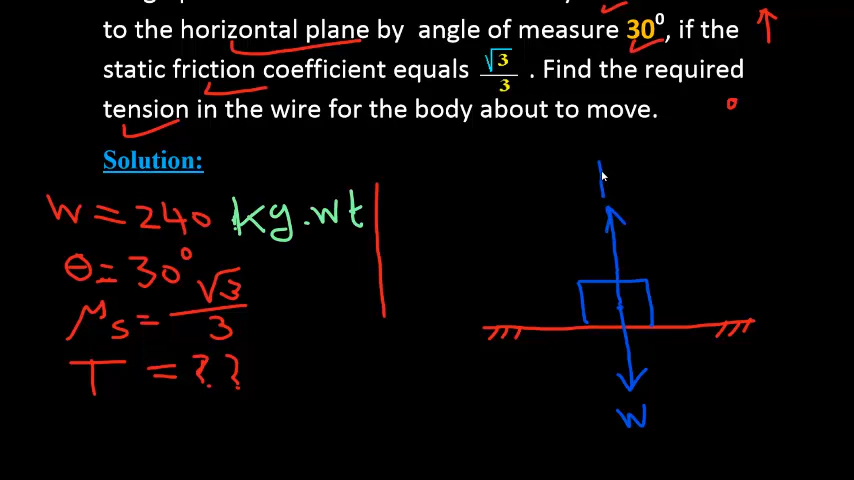 to the horizontal plane by angle of measure 30⁰, if the
static friction coefficient equals √3/3 . Find the required
tension in the wire for the body about to move.
Solution:
W = 240 kg.wt
θ = 30°
μs = √3/3
T = ??
W